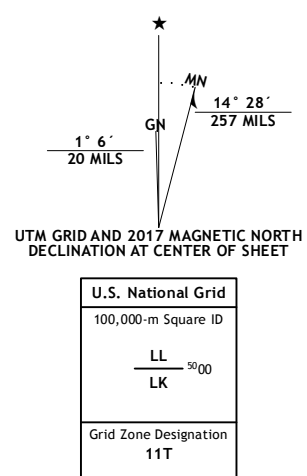 ★
MN
GN
14° 28´
257 MILS
1° 6´
20 MILS
UTM GRID AND 2017 MAGNETIC NORTH
DECLINATION AT CENTER OF SHEET
U.S. National Grid
100,000-m Square ID
LL
5000
LK
Grid Zone Designation
11T